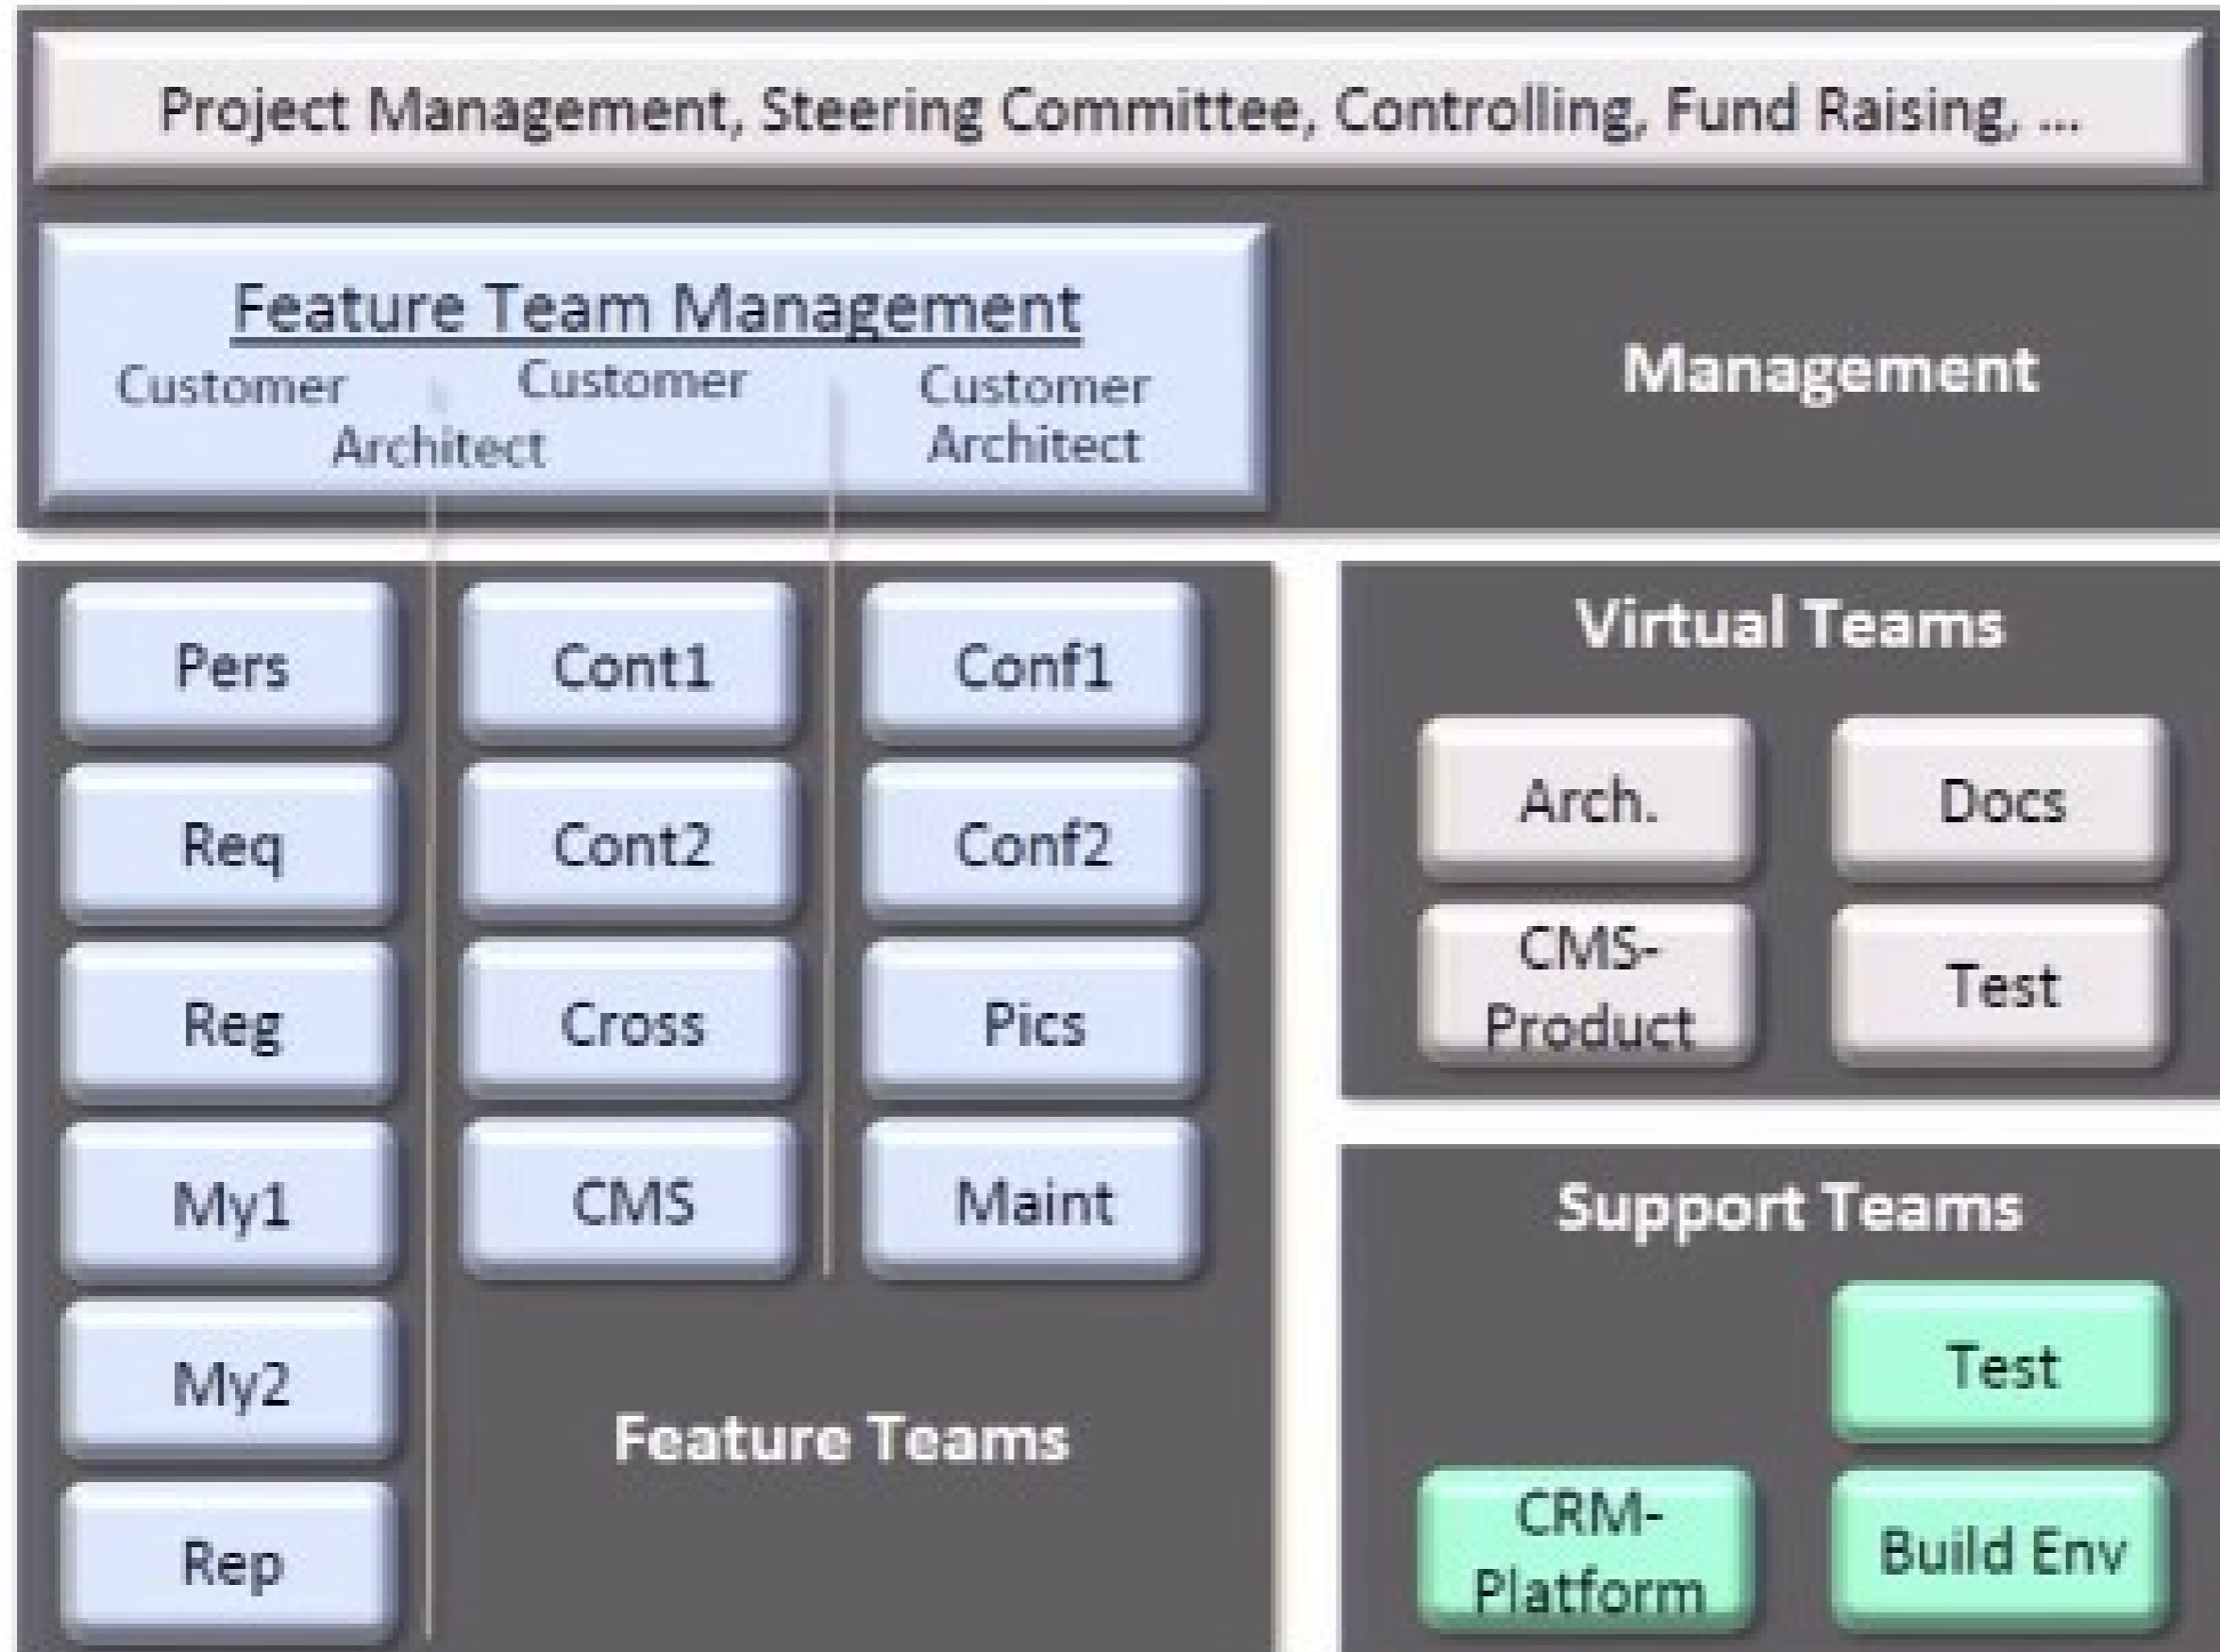 Project Management, Steering Committee, Controlling, Fund Raising, ...
Feature Team Management
Customer Customer Customer
Architect Architect
Management
Pers Cont1 Conf1
Req Cont2 Conf2
Reg Cross Pics
My1 CMS Maint
My2
Rep
Feature Teams
Virtual Teams
Arch. Docs
CMS-
Product
Test
Support Teams
Test
CRM-
Platform
Build Env